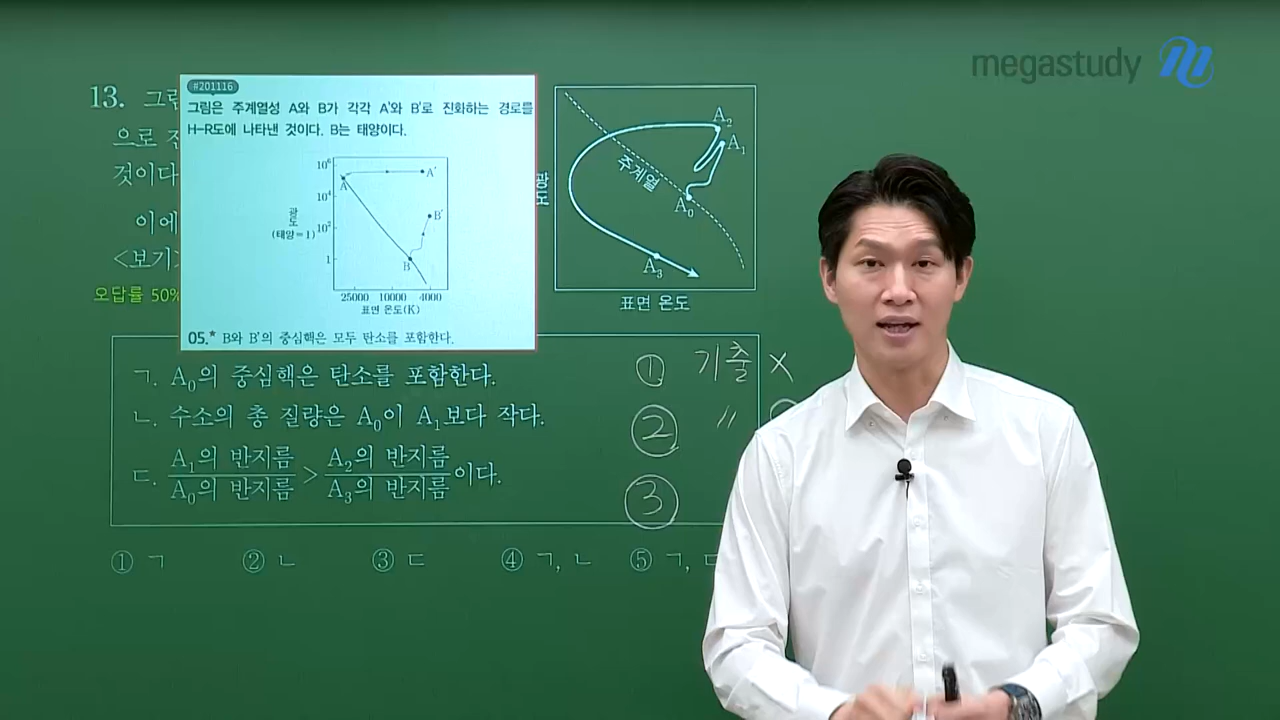 megastudy
13. 그림
으로 진
것이다
이에
<보기>
오답률 50%
#201116
그림은 주계열성 A와 B가 각각 A'와 B'로 진화하는 경로를
H-R도에 나타낸 것이다. B는 태양이다.
10⁶
10⁴
10²
1
광도
(태양=1)
A
A'
B
B'
25000 10000 4000
표면 온도(K)
05.* B와 B'의 중심핵은 모두 탄소를 포함한다.
광도
주계열
A₂
A₁
A₀
A₃
표면 온도
ㄱ. A₀의 중심핵은 탄소를 포함한다.
ㄴ. 수소의 총 질량은 A₀이 A₁보다 작다.
ㄷ. A₁의 반지름/A₀의 반지름 > A₂의 반지름/A₃의 반지름 이다.
① 기출 X
② 〃
③
① ㄱ ② ㄴ ③ ㄷ ④ ㄱ, ㄴ ⑤ ㄱ, ㄷ